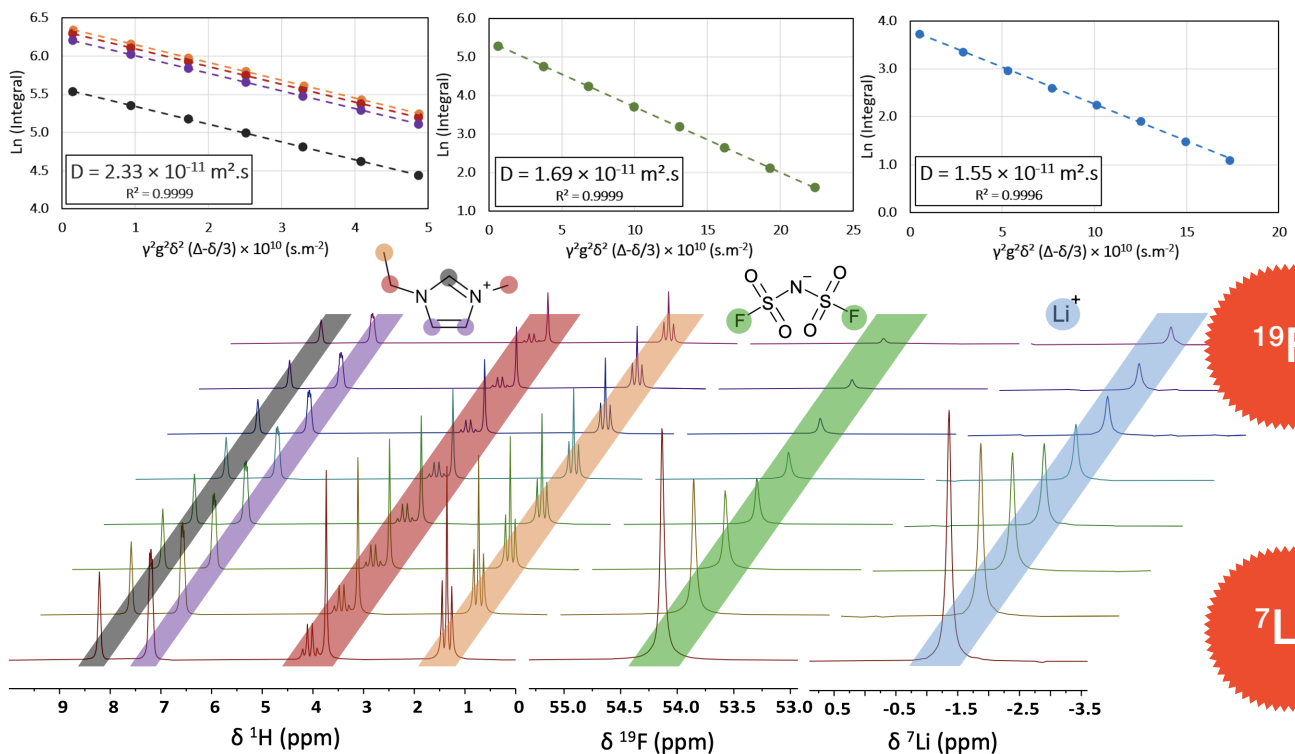 6.5
6.0
5.5
5.0
4.5
4.0
Ln (Integral)
D = 2.33 × 10⁻¹¹ m².s
R² = 0.9999
0 1 2 3 4 5
γ²g²δ² (Δ-δ/3) × 10¹⁰ (s.m⁻²)
6.0
5.0
4.0
3.0
2.0
1.0
Ln (Integral)
D = 1.69 × 10⁻¹¹ m².s
R² = 0.9999
0 5 10 15 20 25
γ²g²δ² (Δ-δ/3) × 10¹⁰ (s.m⁻²)
4.0
3.0
2.0
1.0
0.0
Ln (Integral)
D = 1.55 × 10⁻¹¹ m².s
R² = 0.9996
0 5 10 15 20
γ²g²δ² (Δ-δ/3) × 10¹⁰ (s.m⁻²)
N N +
O O
S N⁻ S
F O O F
Li⁺
¹⁹F
⁷L
9 8 7 6 5 4 3 2 1 0
δ ¹H (ppm)
55.0 54.5 54.0 53.5 53.0
δ ¹⁹F (ppm)
0.5 -0.5 -1.5 -2.5 -3.5
δ ⁷Li (ppm)